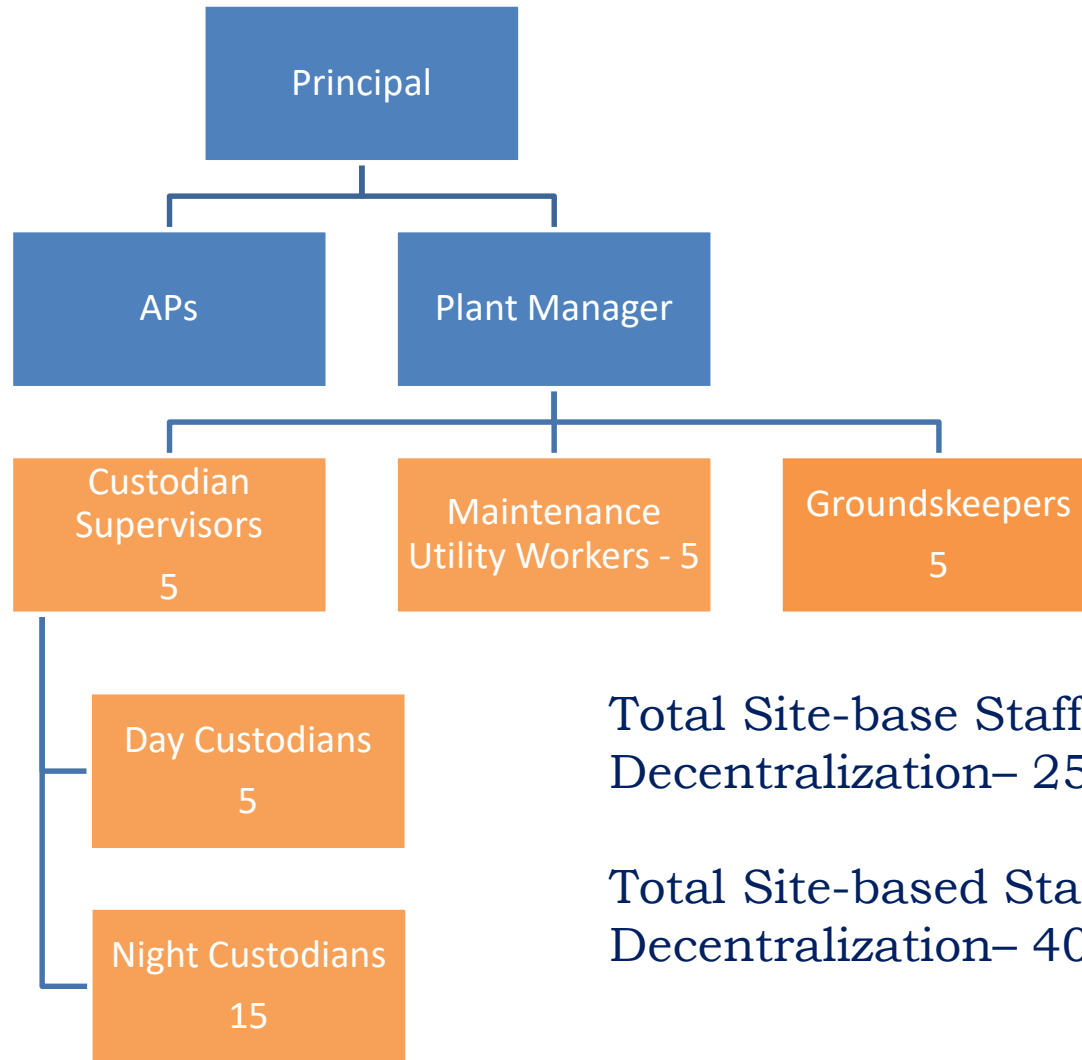 Principal
APs
Plant Manager
Custodian
Supervisors
5
Maintenance
Utility Workers - 5
Groundskeepers
5
Day Custodians
5
Night Custodians
15
Total Site-base Staff
Decentralization– 25
Total Site-based
Decentralization– 40